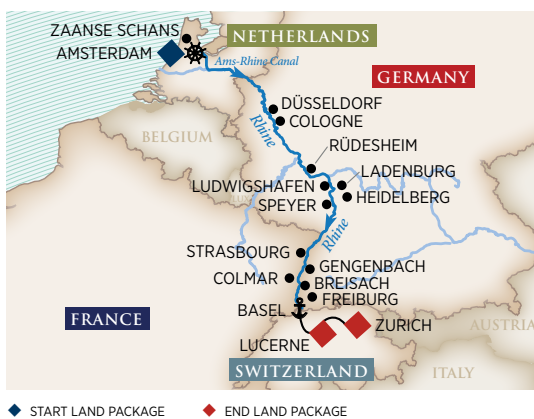 ZAANSE SCHANS
AMSTERDAM
NETHERLANDS
Ams-Rhine Canal
GERMANY
DÜSSELDORF
COLOGNE
Rhine
BELGIUM
RÜDESHEIM
LADENBURG
LUDWIGSHAFEN
HEIDELBERG
SPEYER
Rhine
STRASBOURG
GENGENBACH
COLMAR
BREISACH
FREIBURG
BASEL
FRANCE
ZURICH
AUSTRIA
LUCERNE
SWITZERLAND
ITALY
START LAND PACKAGE
END LAND PACKAGE